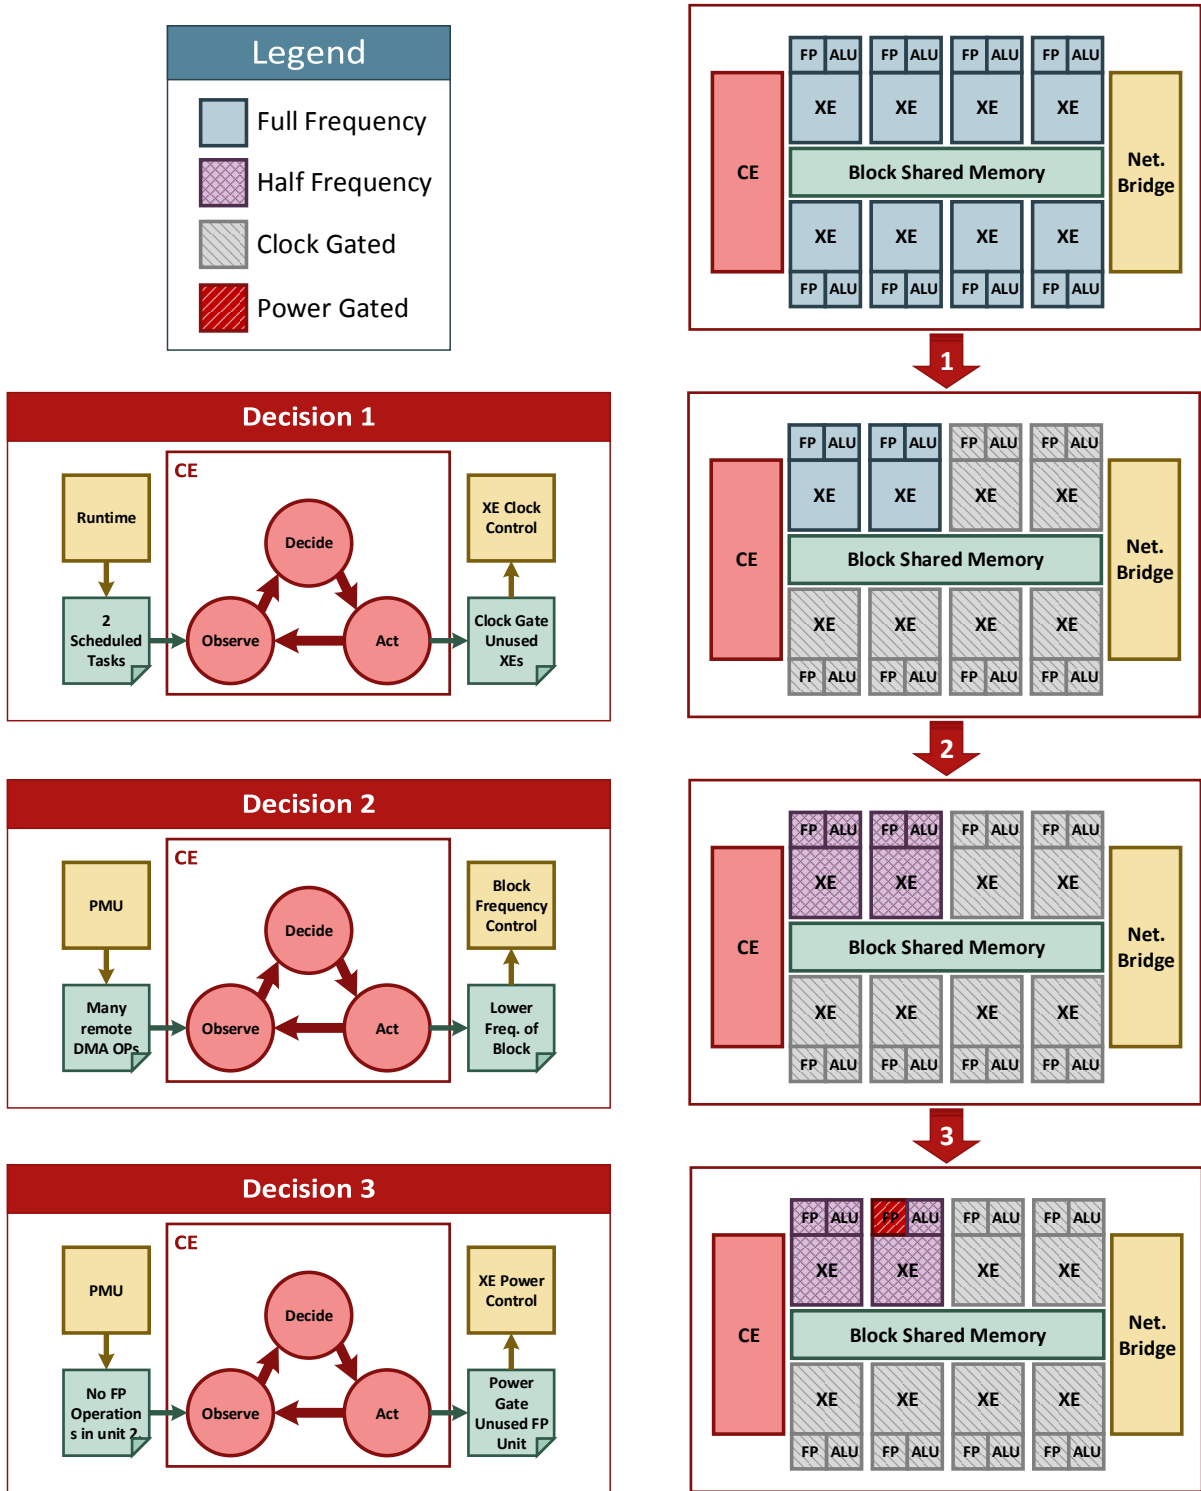 Legend
Full Frequency
Half Frequency
Clock Gated
Power Gated
FP ALU FP ALU FP ALU FP ALU
XE XE XE XE
CE
Block Shared Memory
Net.
Bridge
XE XE XE XE
FP ALU FP ALU FP ALU FP ALU
1
Decision 1
CE
Runtime
2
Scheduled
Tasks
Observe
Decide
Act
XE Clock
Control
Clock Gate
Unused
XEs
FP ALU FP ALU FP ALU FP ALU
XE XE XE XE
CE
Block Shared Memory
Net.
Bridge
XE XE XE XE
FP ALU FP ALU FP ALU FP ALU
2
Decision 2
CE
PMU
Many
remote
DMA OPs
Observe
Decide
Act
Block
Frequency
Control
Lower
Freq. of
Block
FP ALU FP ALU FP ALU FP ALU
XE XE XE XE
CE
Block Shared Memory
Net.
Bridge
XE XE XE XE
FP ALU FP ALU FP ALU FP ALU
3
Decision 3
CE
PMU
No FP
Operation
s in unit 2.
Observe
Decide
Act
XE Power
Control
Power
Gate
Unused FP
Unit
FP ALU FP ALU FP ALU FP ALU
XE XE XE XE
CE
Block Shared Memory
Net.
Bridge
XE XE XE XE
FP ALU FP ALU FP ALU FP ALU